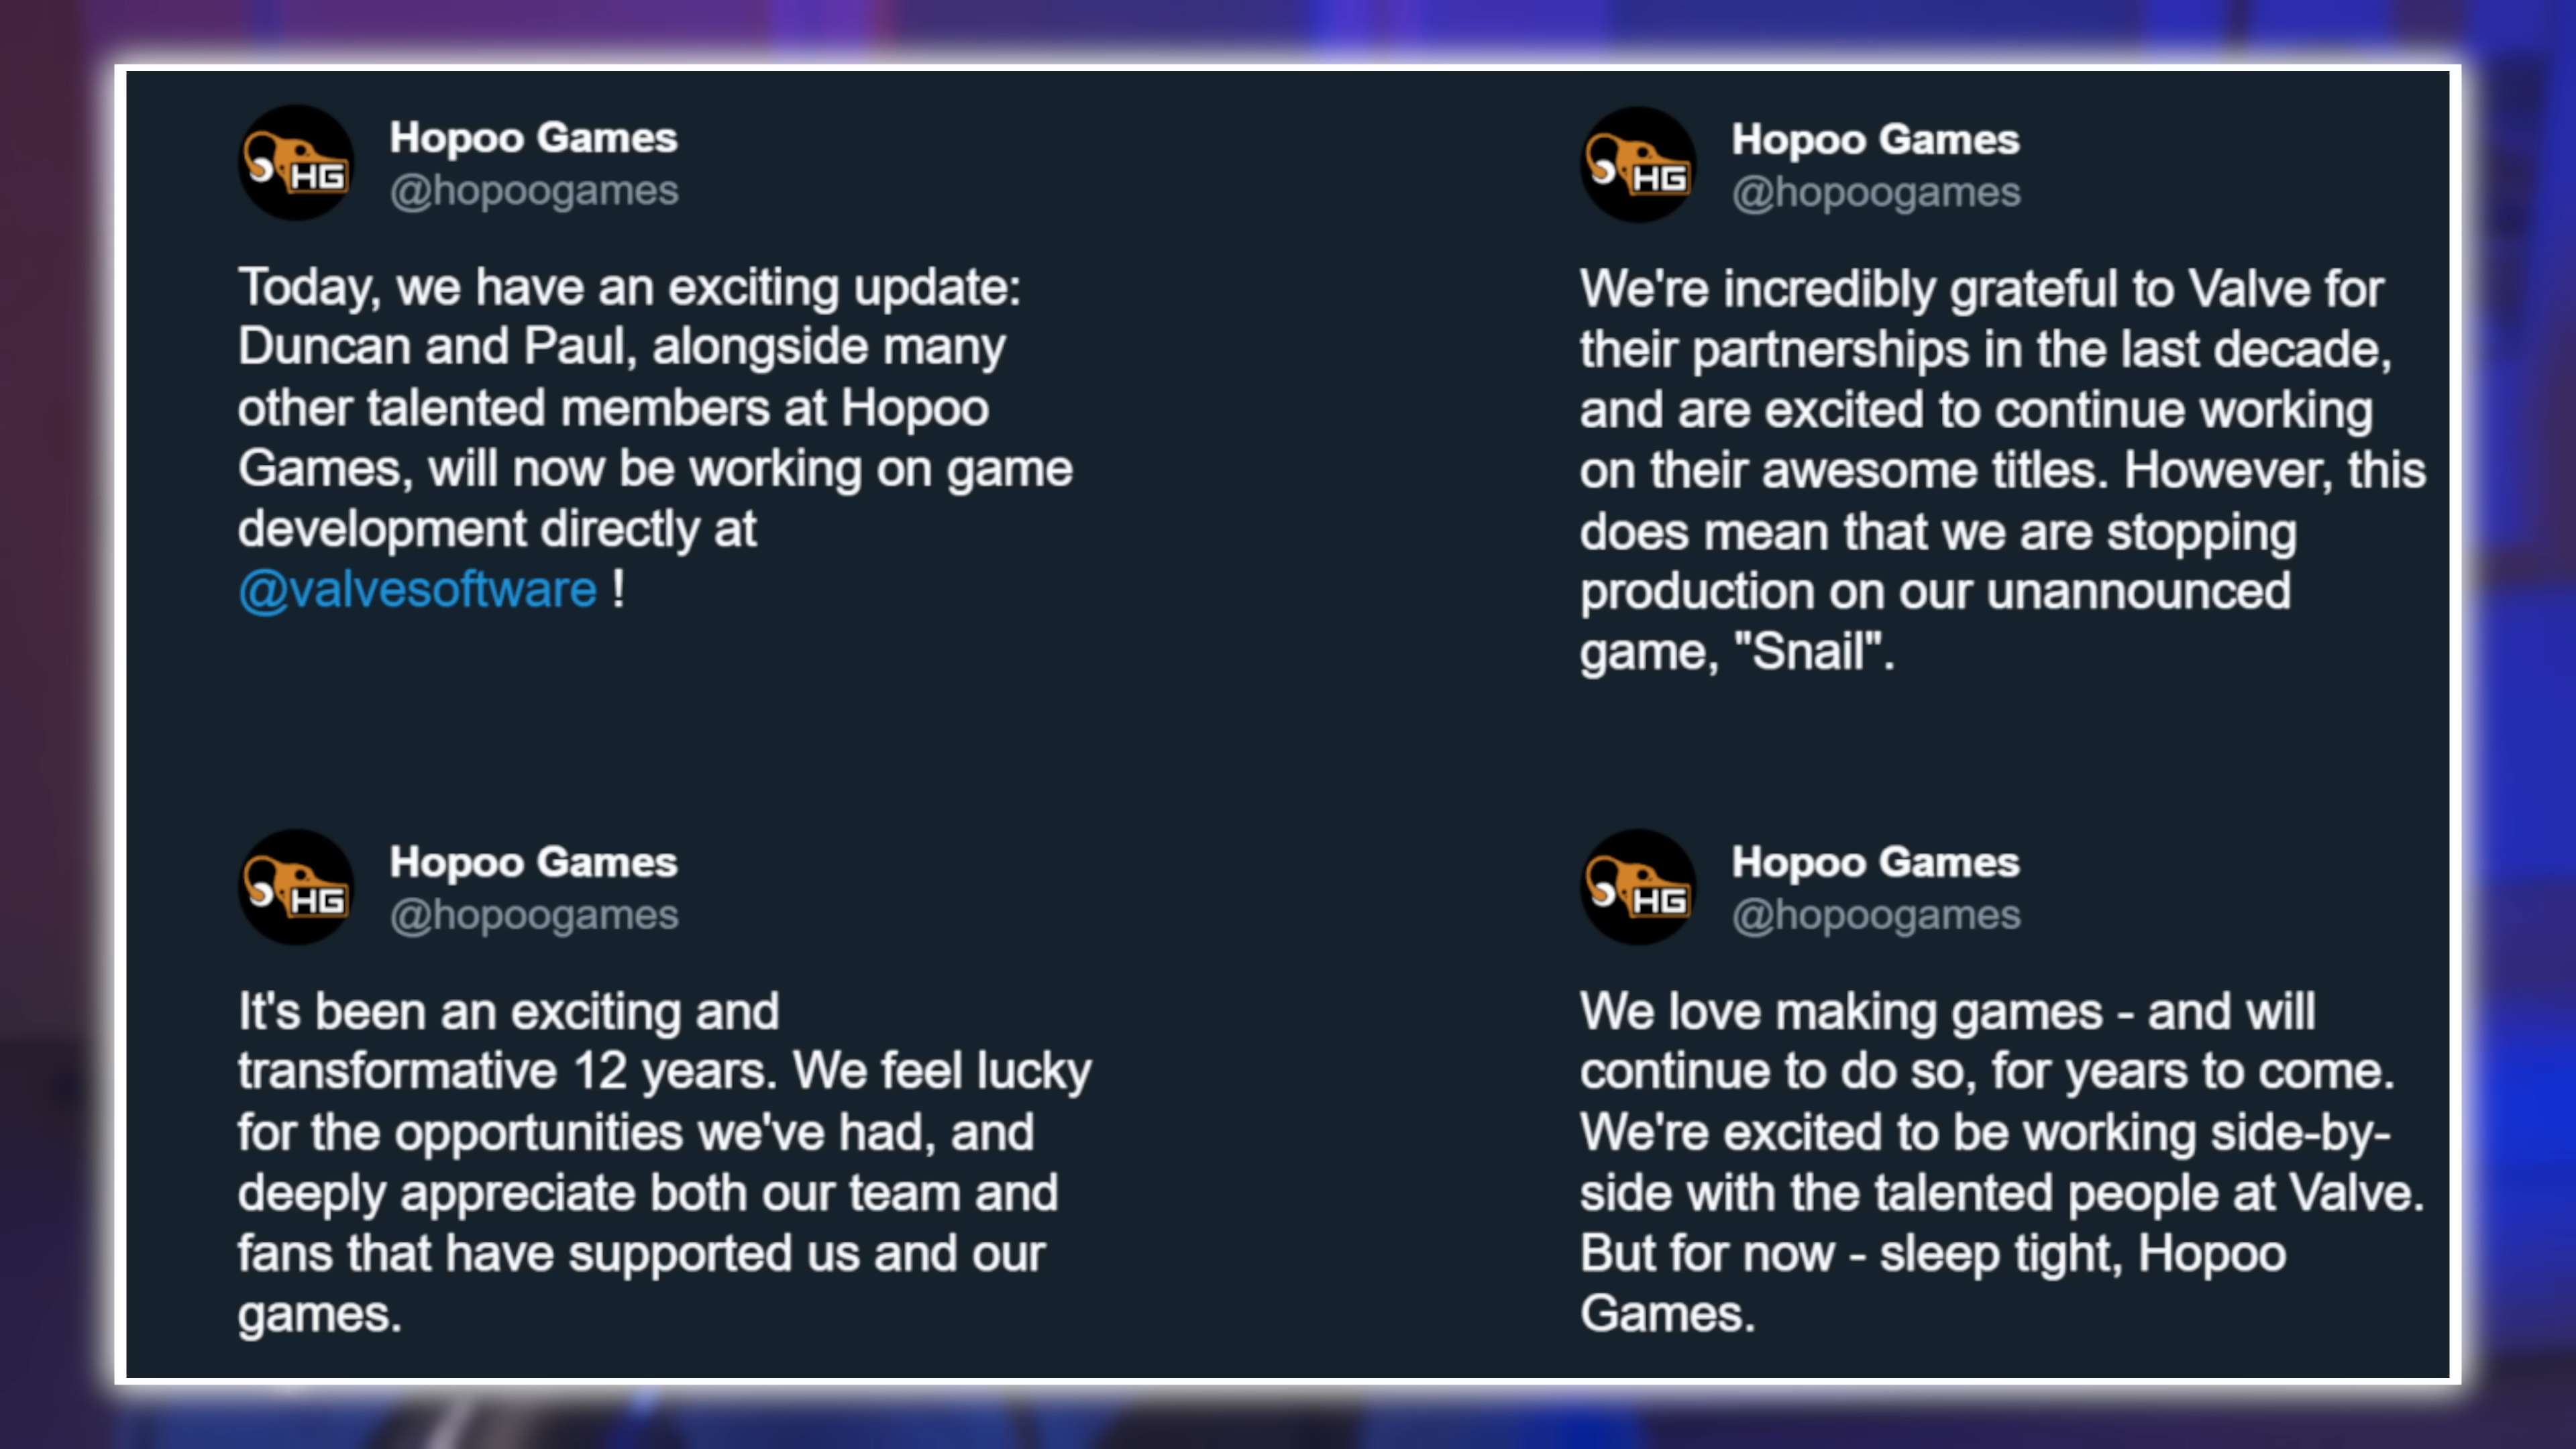 HG
Hopoo Games
@hopoogames
Today, we have an exciting update:
Duncan and Paul, alongside many
other talented members at Hopoo
Games, will now be working on game
development directly at
@valvesoftware !
HG
Hopoo Games
@hopoogames
We're incredibly grateful to Valve for
their partnerships in the last decade,
and are excited to continue working
on their awesome titles. However, this
does mean that we are stopping
production on our unannounced
game, "Snail".
HG
Hopoo Games
@hopoogames
It's been an exciting and
transformative 12 years. We feel lucky
for the opportunities we've had, and
deeply appreciate both our team and
fans that have supported us and our
games.
HG
Hopoo Games
@hopoogames
We love making games - and will
continue to do so, for years to come.
We're excited to be working side-by-
side with the talented people at Valve.
But for now - sleep tight, Hopoo
Games.